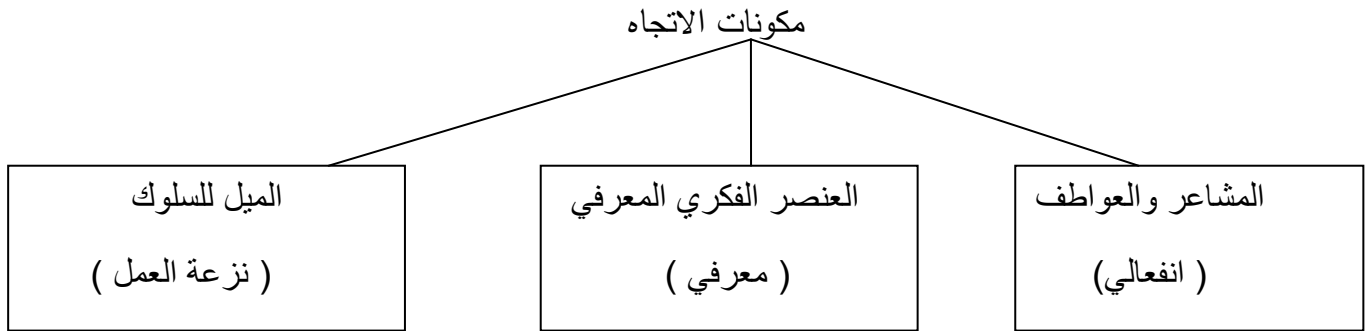 مكونات الاتجاه
المشاعر والعواطف
( انفعالي)
العنصر الفكري المعرفي
( معرفي )
الميل للسلوك
( نزعة العمل )